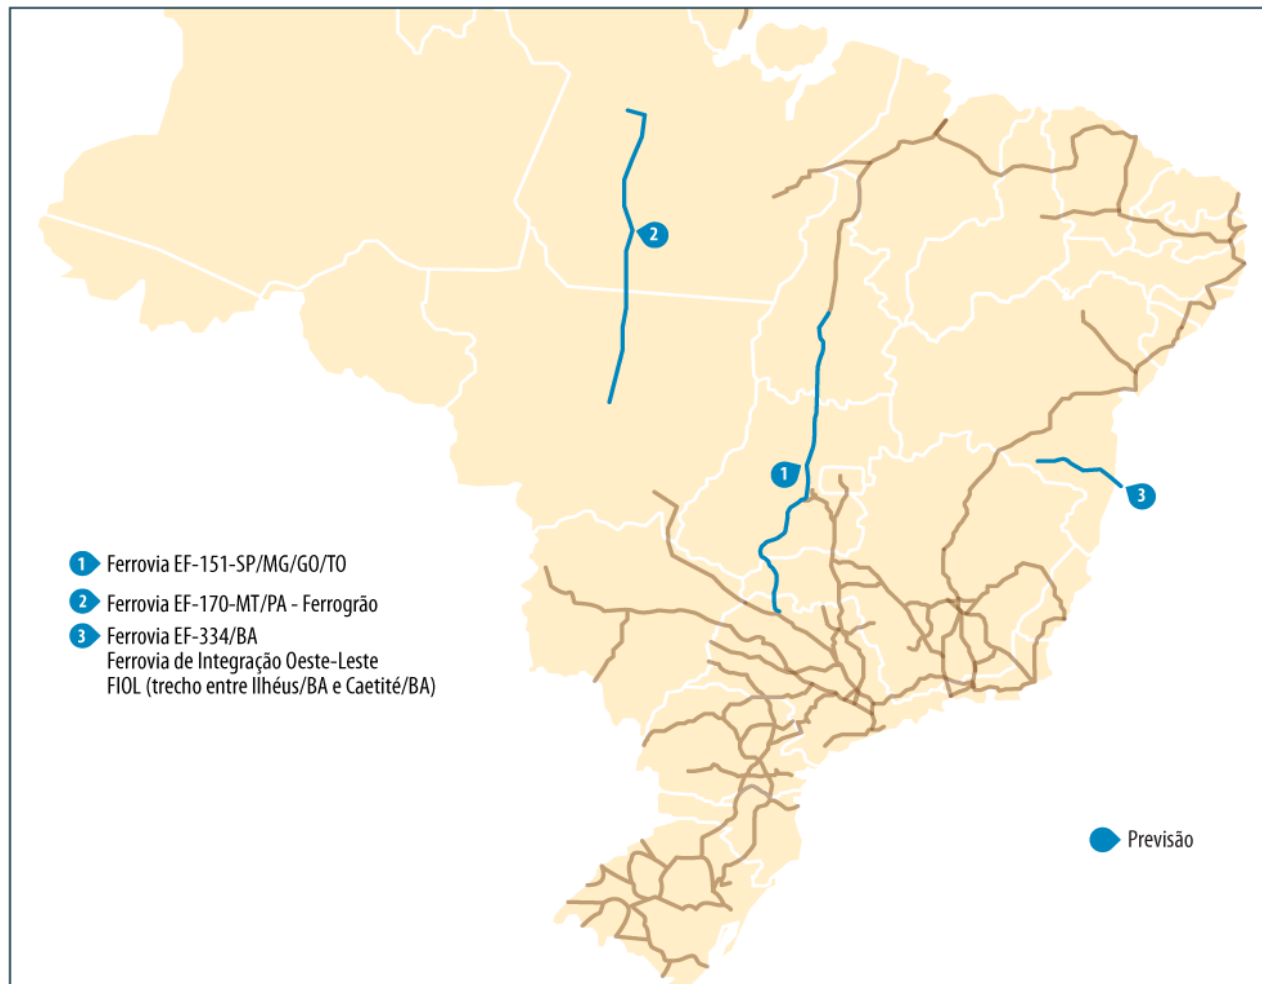 2
1
3
1 Ferrovia EF-151-SP/MG/GO/TO
2 Ferrovia EF-170-MT/PA - Ferrogrão
3 Ferrovia EF-334/BA
Ferrovia de Integração Oeste-Leste
FIOL (trecho entre Ilhéus/BA e Caetité/BA)
Previsão